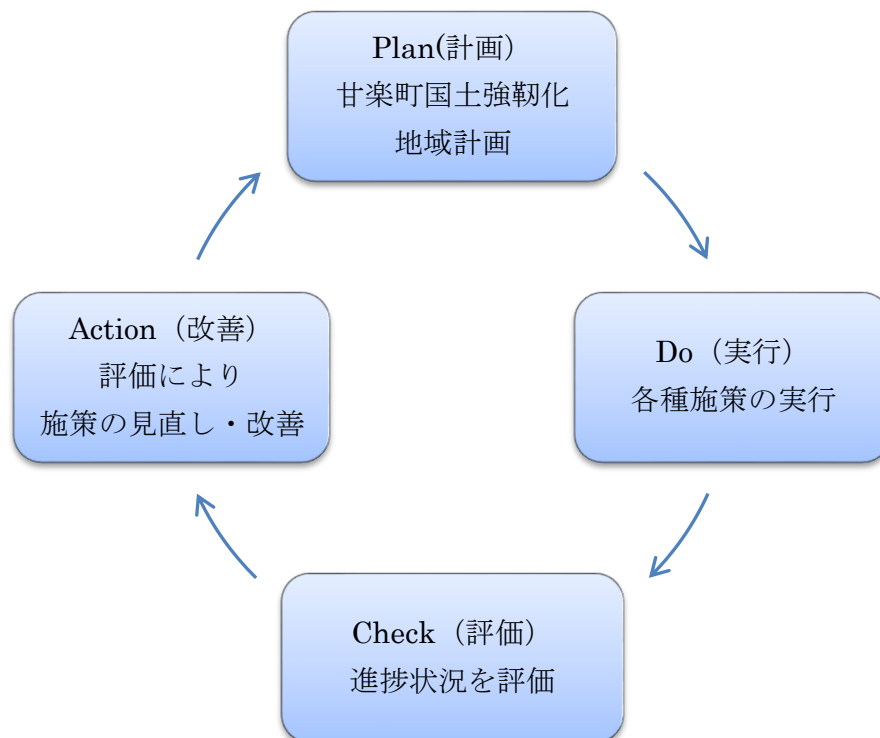 Plan(計画）
甘楽町国土強靭化
地域計画
Do（実行）
各種施策の実行
Check（評価）
進捗状況を評価
Action（改善）
評価により
施策の見直し・改善